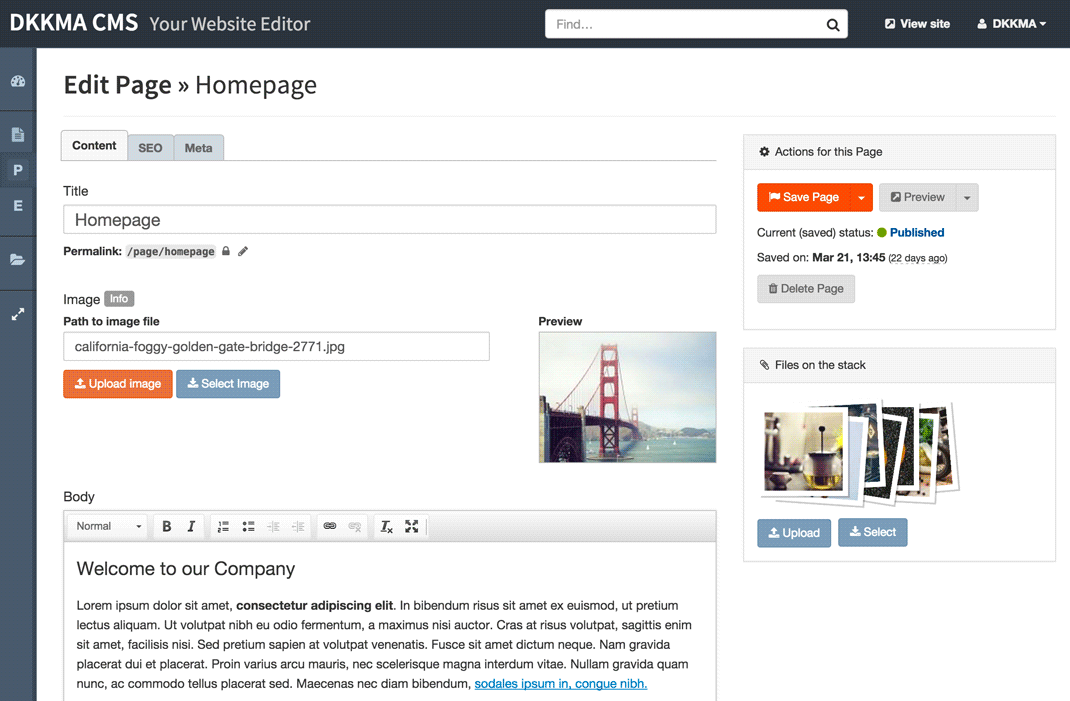 DKKMA CMS Your Website Editor
Find...
View site
DKKMA
Edit Page » Homepage
P
E
Content
SEO
Meta
Title
Homepage
Permalink: /page/homepage
Image Info
Path to image file
california-foggy-golden-gate-bridge-2771.jpg
Upload image
Select Image
Preview
Body
Normal
B
I
Welcome to our Company
Lorem ipsum dolor sit amet, consectetur adipiscing elit. In bibendum risus sit amet ex euismod, ut pretium
lectus aliquam. Ut volutpat nibh eu odio fermentum, a maximus nisi auctor. Cras at risus volutpat, sagittis enim
sit amet, facilisis nisi. Sed pretium sapien at volutpat venenatis. Fusce sit amet dictum neque. Nam gravida
placerat dui et placerat. Proin varius arcu mauris, nec scelerisque magna interdum vitae. Nullam gravida quam
nunc, ac commodo tellus placerat sed. Maecenas nec diam bibendum, sodales ipsum in, congue nibh.
Actions for this Page
Save Page
Preview
Current (saved) status: Published
Saved on: Mar 21, 13:45 (22 days ago)
Delete Page
Files on the stack
Upload
Select